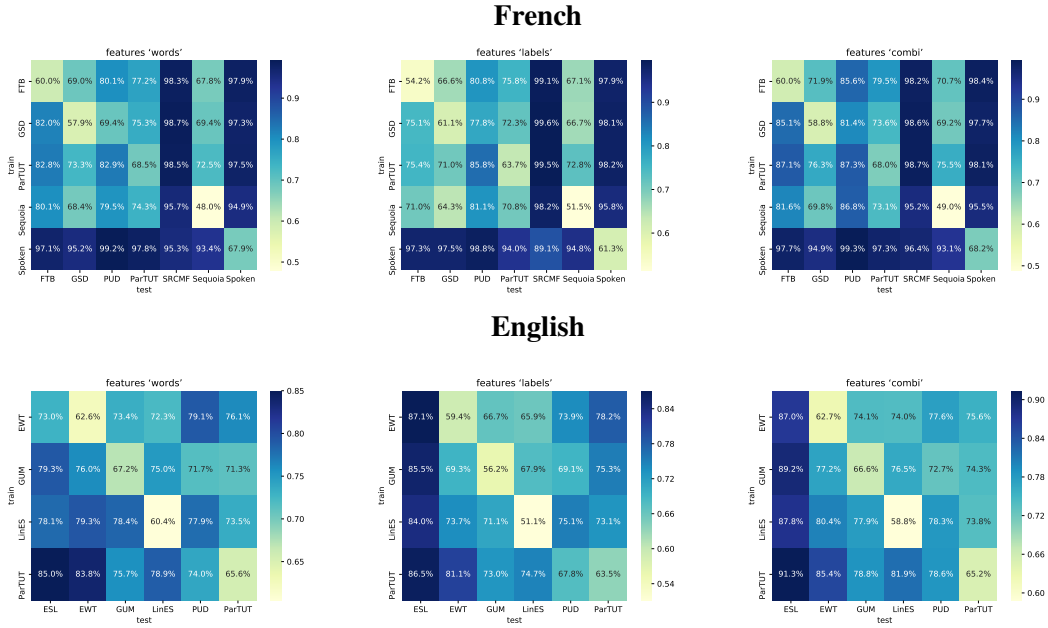 French
features ‘words’
FTB 60.0% 69.0% 80.1% 77.2% 98.3% 67.8% 97.9%
GSD 82.0% 57.9% 69.4% 75.3% 98.7% 69.4% 97.3%
ParTUT 82.8% 73.3% 82.9% 68.5% 98.5% 72.5% 97.5%
Sequoia 80.1% 68.4% 79.5% 74.3% 95.7% 48.0% 94.9%
Spoken 97.1% 95.2% 99.2% 97.8% 95.3% 93.4% 67.9%
train
FTB GSD PUD ParTUT SRCMF Sequoia Spoken
test
0.9
0.8
0.7
0.6
0.5
features ‘labels’
FTB 54.2% 66.6% 80.8% 75.8% 99.1% 67.1% 97.9%
GSD 75.1% 61.1% 77.8% 72.3% 99.6% 66.7% 98.1%
ParTUT 75.4% 71.0% 85.8% 63.7% 99.5% 72.8% 98.2%
Sequoia 71.0% 64.3% 81.1% 70.8% 98.2% 51.5% 95.8%
Spoken 97.3% 97.5% 98.8% 94.0% 89.1% 94.8% 61.3%
train
FTB GSD PUD ParTUT SRCMF Sequoia Spoken
test
0.9
0.8
0.7
0.6
features ‘combi’
FTB 60.0% 71.9% 85.6% 79.5% 98.2% 70.7% 98.4%
GSD 85.1% 58.8% 81.4% 73.6% 98.6% 69.2% 97.7%
ParTUT 87.1% 76.3% 87.3% 68.0% 98.7% 75.5% 98.1%
Sequoia 81.6% 69.8% 86.8% 73.1% 95.2% 49.0% 95.5%
Spoken 97.7% 94.9% 99.3% 97.3% 96.4% 93.1% 68.2%
train
FTB GSD PUD ParTUT SRCMF Sequoia Spoken
test
0.9
0.8
0.7
0.6
0.5
English
features ‘words’
EWT 73.0% 62.6% 73.4% 72.3% 79.1% 76.1%
GUM 79.3% 76.0% 67.2% 75.0% 71.7% 71.3%
LinES 78.1% 79.3% 78.4% 60.4% 77.9% 73.5%
ParTUT 85.0% 83.8% 75.7% 78.9% 74.0% 65.6%
train
ESL EWT GUM LinES PUD ParTUT
test
0.85
0.80
0.75
0.70
0.65
features ‘labels’
EWT 87.1% 59.4% 66.7% 65.9% 73.9% 78.2%
GUM 85.5% 69.3% 56.2% 67.9% 69.1% 75.3%
LinES 84.0% 73.7% 71.1% 51.1% 75.1% 73.1%
ParTUT 86.5% 81.1% 73.0% 74.7% 67.8% 63.5%
train
ESL EWT GUM LinES PUD ParTUT
test
0.84
0.78
0.72
0.66
0.60
0.54
features ‘combi’
EWT 87.0% 62.7% 74.1% 74.0% 77.6% 75.6%
GUM 89.2% 77.2% 66.6% 76.5% 72.7% 74.3%
LinES 87.8% 80.4% 77.9% 58.8% 78.3% 73.8%
ParTUT 91.3% 85.4% 78.8% 81.9% 78.6% 65.2%
train
ESL EWT GUM LinES PUD ParTUT
test
0.90
0.84
0.78
0.72
0.66
0.60